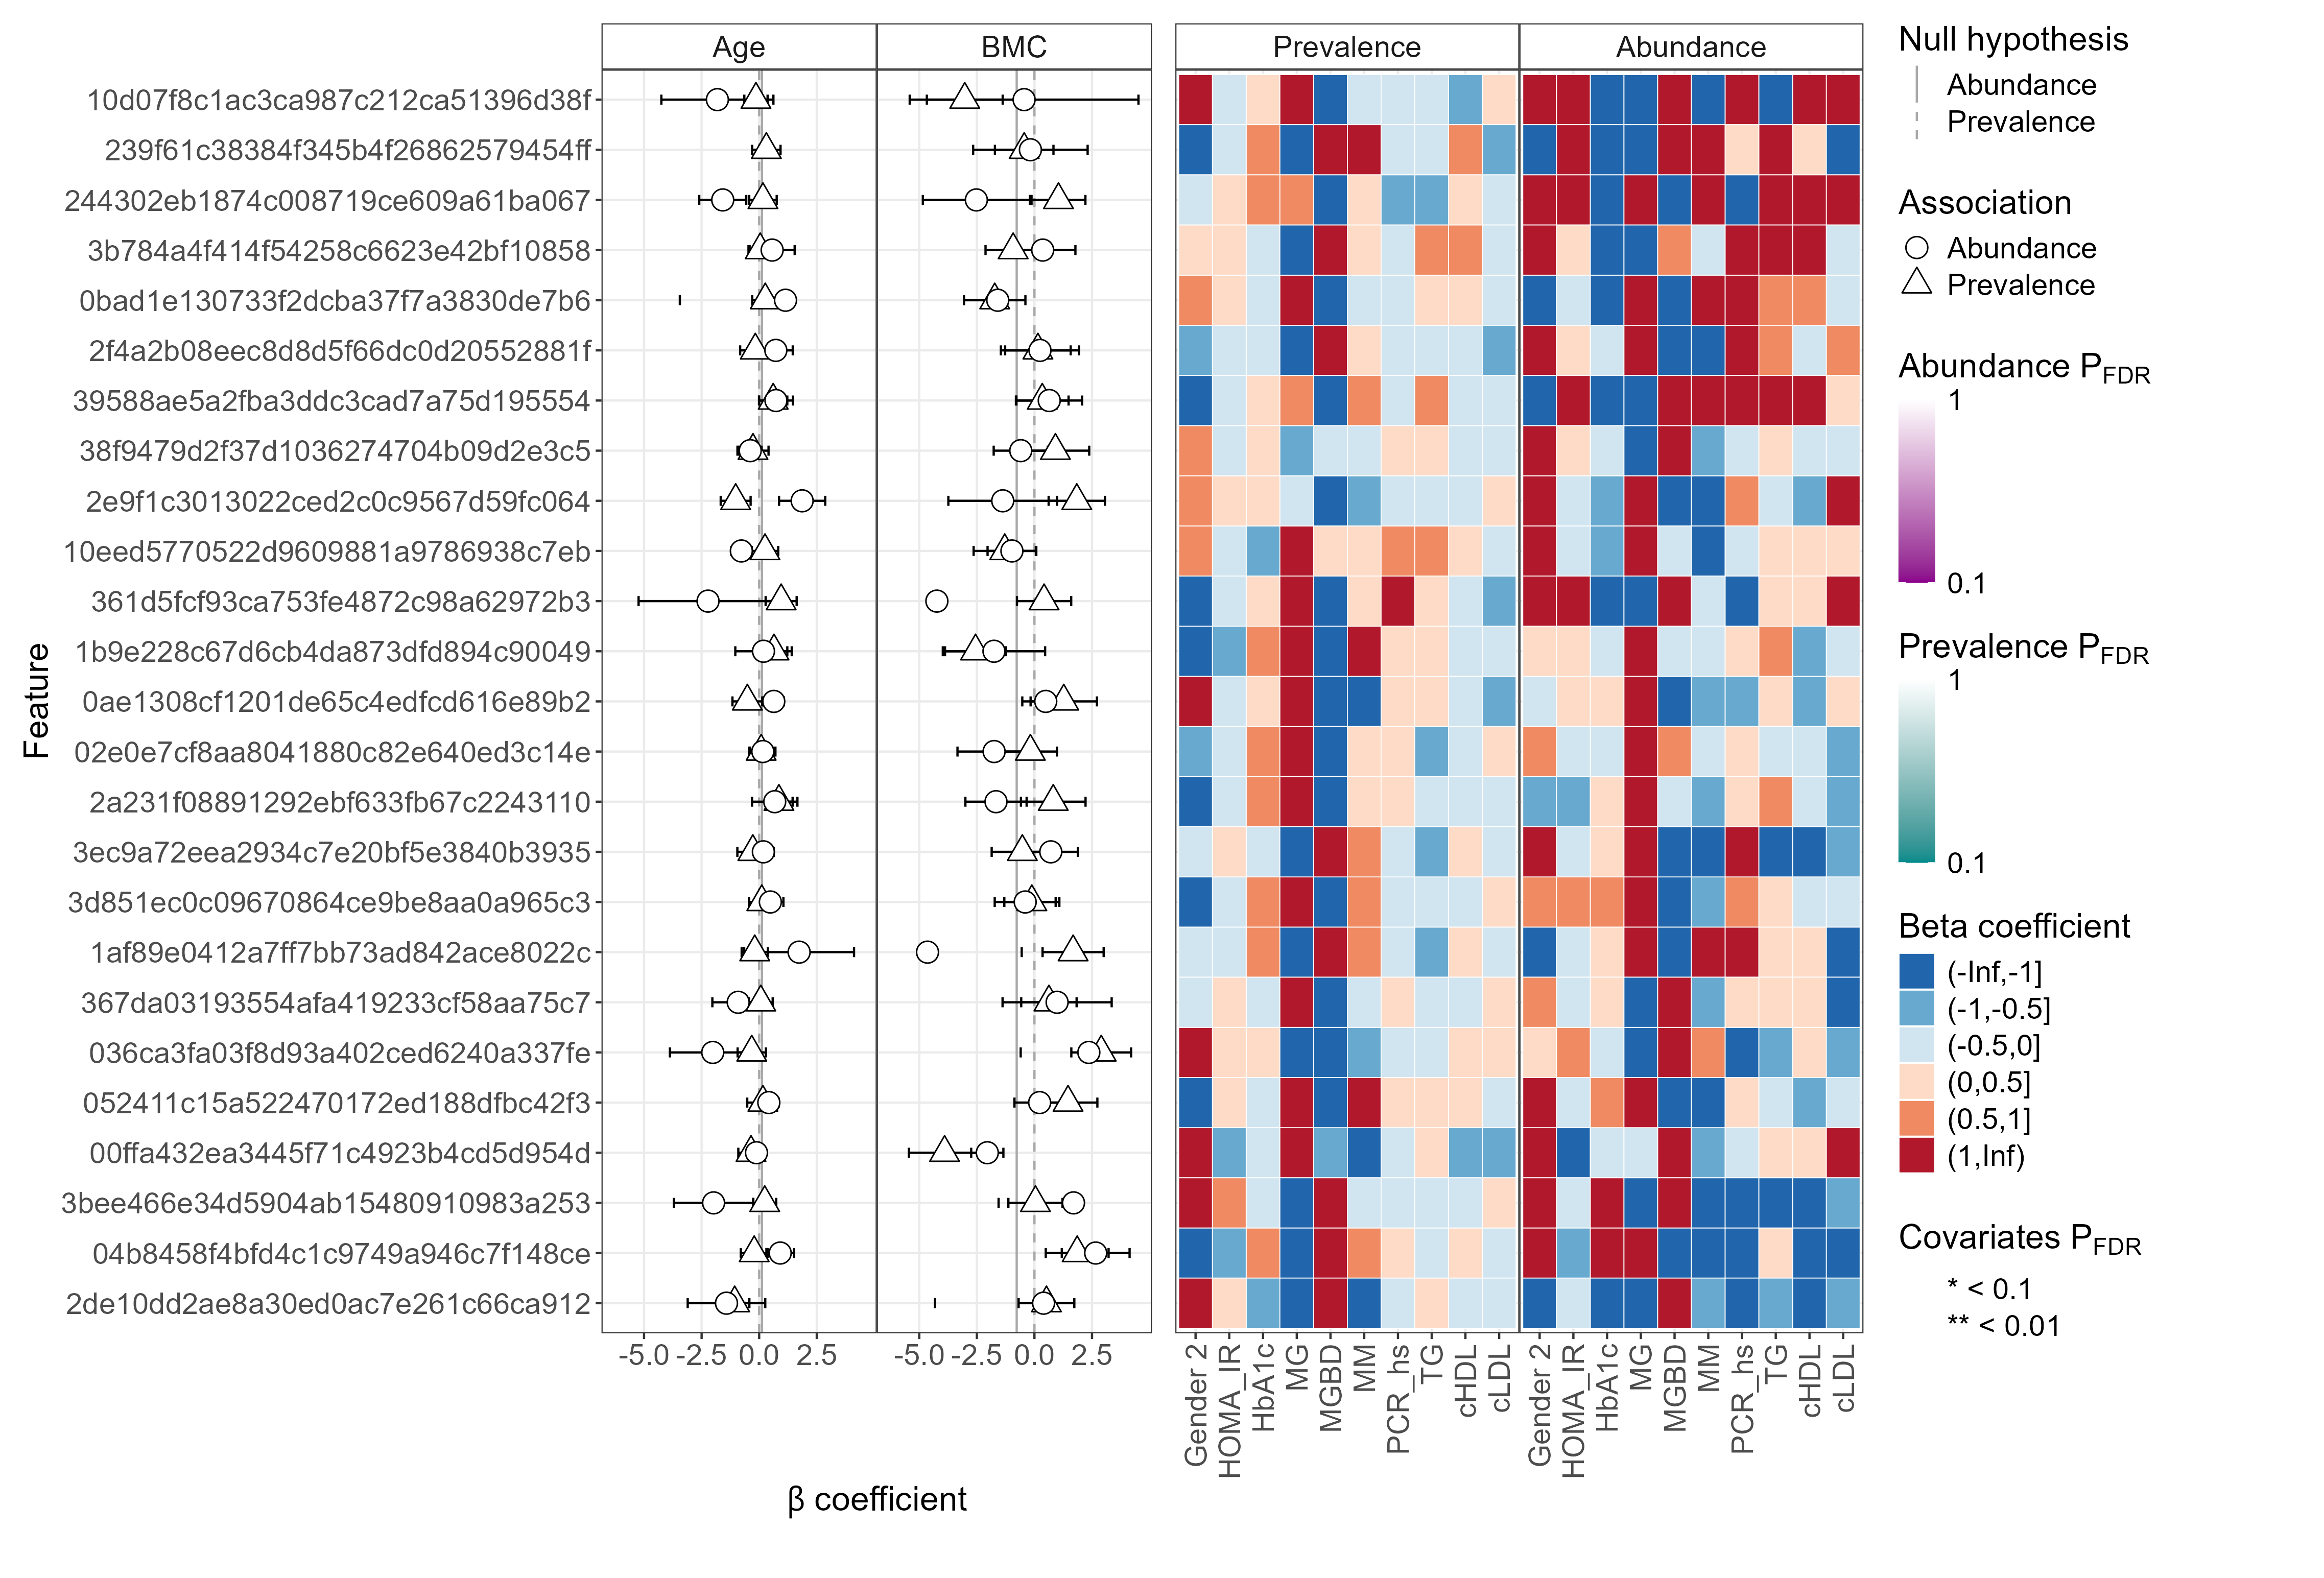 Age
BMC
Prevalence
Abundance
10d07f8c1ac3ca987c212ca51396d38f
239f61c38384f345b4f26862579454ff
244302eb1874c008719ce609a61ba067
3b784a4f414f54258c6623e42bf10858
0bad1e130733f2dcba37f7a3830de7b6
2f4a2b08eec8d8d5f66dc0d20552881f
39588ae5a2fba3ddc3cad7a75d195554
38f9479d2f37d1036274704b09d2e3c5
2e9f1c3013022ced2c0c9567d59fc064
10eed5770522d9609881a9786938c7eb
361d5fcf93ca753fe4872c98a62972b3
1b9e228c67d6cb4da873dfd894c90049
0ae1308cf1201de65c4edfcd616e89b2
02e0e7cf8aa8041880c82e640ed3c14e
2a231f08891292ebf633fb67c2243110
3ec9a72eea2934c7e20bf5e3840b3935
3d851ec0c09670864ce9be8aa0a965c3
1af89e0412a7ff7bb73ad842ace8022c
367da03193554afa419233cf58aa75c7
036ca3fa03f8d93a402ced6240a337fe
052411c15a522470172ed188dfbc42f3
00ffa432ea3445f71c4923b4cd5d954d
3bee466e34d5904ab15480910983a253
04b8458f4bfd4c1c9749a946c7f148ce
2de10dd2ae8a30ed0ac7e261c66ca912
Feature
-5.0 -2.5 0.0 2.5
-5.0 -2.5 0.0 2.5
β coefficient
Gender 2
HOMA_IR
HbA1c
MG
MGBD
MM
PCR_hs
TG
cHDL
cLDL
Gender 2
HOMA_IR
HbA1c
MG
MGBD
MM
PCR_hs
TG
cHDL
cLDL
Null hypothesis
Abundance
Prevalence
Association
Abundance
Prevalence
Abundance PFDR
1
0.1
Prevalence PFDR
1
0.1
Beta coefficient
(-Inf,-1]
(-1,-0.5]
(-0.5,0]
(0,0.5]
(0.5,1]
(1,Inf)
Covariates PFDR
* < 0.1
** < 0.01